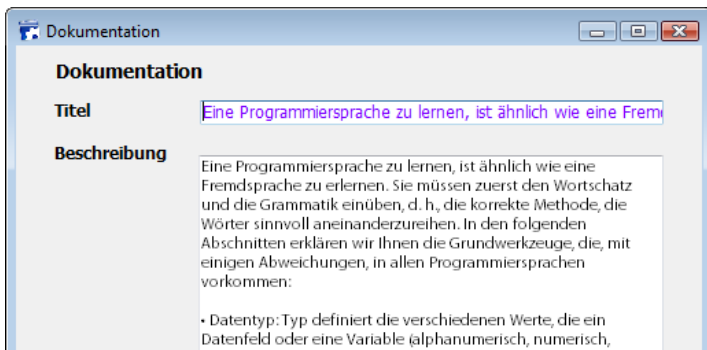 Dokumentation
Dokumentation
Titel
Eine Programmiersprache zu lernen, ist ähnlich wie eine
Beschreibung
Eine Programmiersprache zu lernen, ist ähnlich wie eine
Fremdsprache zu erlernen. Sie müssen zuerst den Wortschatz
und die Grammatik einüben, d. h., die korrekte Methode, die
Wörter sinnvoll aneinanderzureihen. In den folgenden
Abschnitten erklären wir Ihnen die Grundwerkzeuge, die, mit
einigen Abweichungen, in allen Programmiersprachen
vorkommen:
• Datentyp: Typ definiert die verschiedenen Werte, die ein
Datenfeld oder eine Variable (alphanumerisch, numerisch,